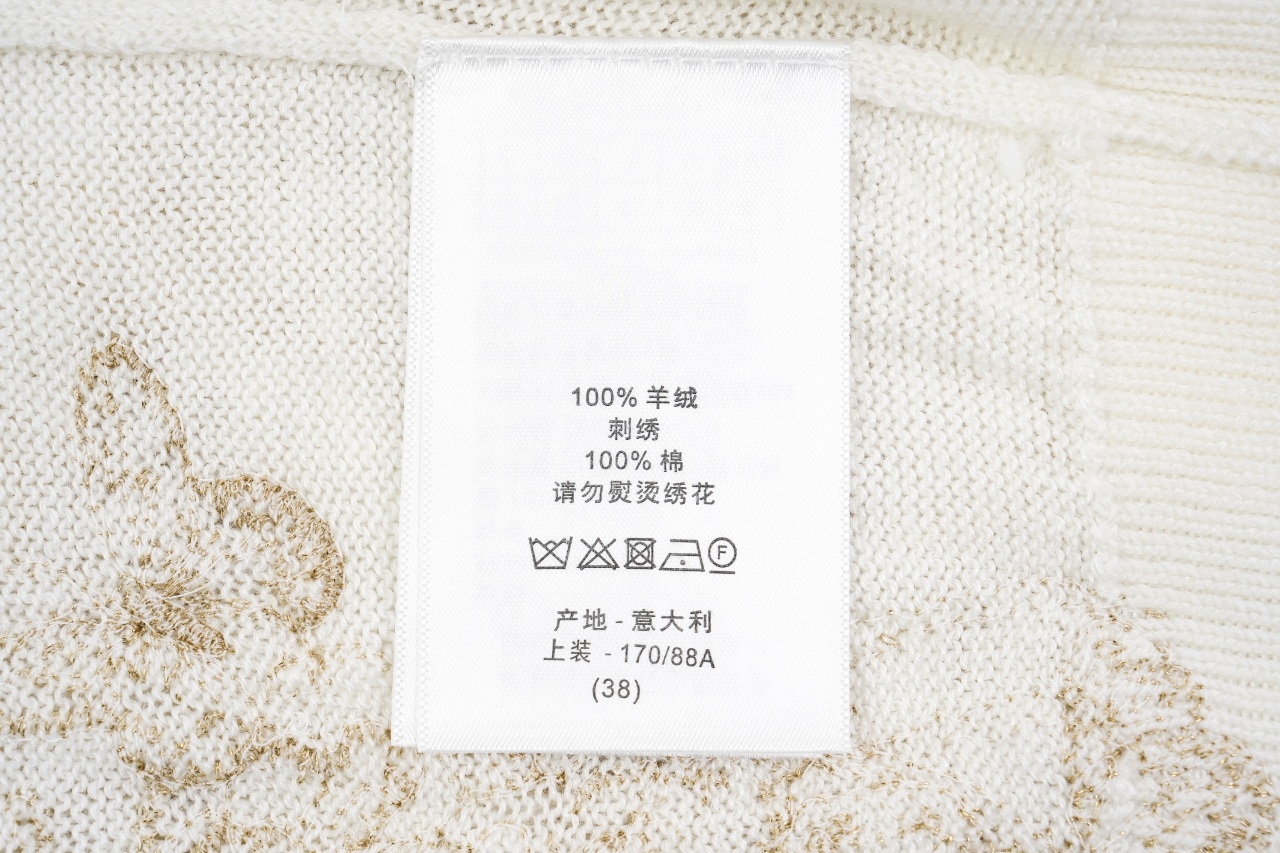 100% 羊绒
刺绣
100% 棉
请勿熨烫绣花
F
产地 - 意大利
上装 - 170/88A
(38)